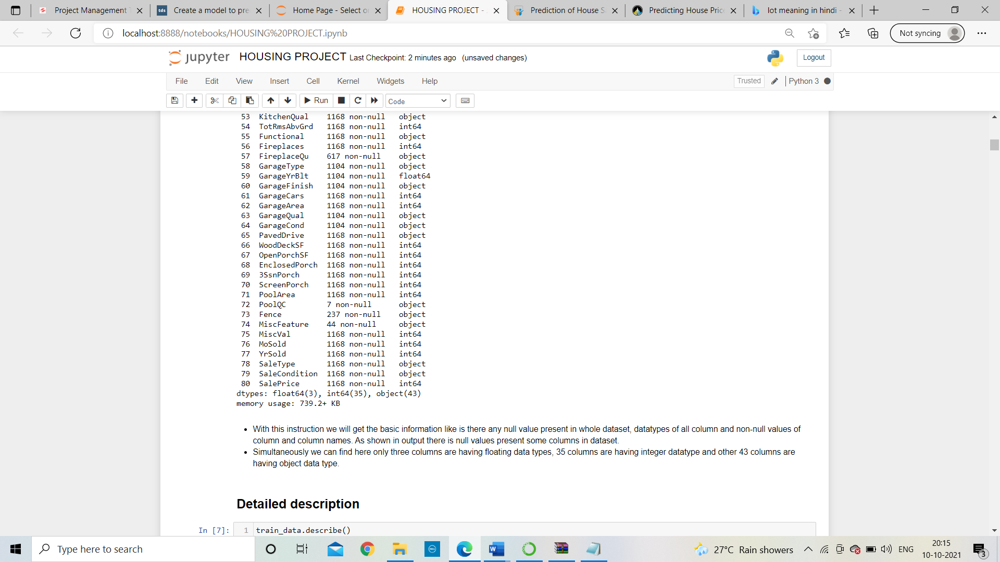 Project Management T
Create a model to pre
Home Page - Select o
HOUSING PROJECT -
Prediction of House S
Predicting House Pric
lot meaning in hindi -
localhost:8888/notebooks/HOUSING%20PROJECT.ipynb
Not syncing
jupyter HOUSING PROJECT Last Checkpoint: 2 minutes ago (unsaved changes)
Logout
File Edit View Insert Cell Kernel Widgets Help
Trusted
Python 3
Run
Code
53 KitchenQual 1168 non-null object
54 TotRmsAbvGrd 1168 non-null int64
55 Functional 1168 non-null object
56 Fireplaces 1168 non-null int64
57 FireplaceQu 617 non-null object
58 GarageType 1104 non-null object
59 GarageYrBlt 1104 non-null float64
60 GarageFinish 1104 non-null object
61 GarageCars 1168 non-null int64
62 GarageArea 1168 non-null int64
63 GarageQual 1104 non-null object
64 GarageCond 1104 non-null object
65 PavedDrive 1168 non-null object
66 WoodDeckSF 1168 non-null int64
67 OpenPorchSF 1168 non-null int64
68 EnclosedPorch 1168 non-null int64
69 3SsnPorch 1168 non-null int64
70 ScreenPorch 1168 non-null int64
71 PoolArea 1168 non-null int64
72 PoolQC 7 non-null object
73 Fence 237 non-null object
74 MiscFeature 44 non-null object
75 MiscVal 1168 non-null int64
76 MoSold 1168 non-null int64
77 YrSold 1168 non-null int64
78 SaleType 1168 non-null object
79 SaleCondition 1168 non-null object
80 SalePrice 1168 non-null int64
dtypes: float64(3), int64(35), object(43)
memory usage: 739.2+ KB
• With this instruction we will get the basic information like is there any null value present in whole dataset, datatypes of all column and non-null values of
column and column names. As shown in output there is null values present some columns in dataset.
• Simultaneously we can find here only three columns are having floating data types, 35 columns are having integer datatype and other 43 columns are
having object data type.
Detailed description
In [7]: 1 train_data.describe()
Type here to search
27°C Rain showers
ENG
20:15
10-10-2021
3